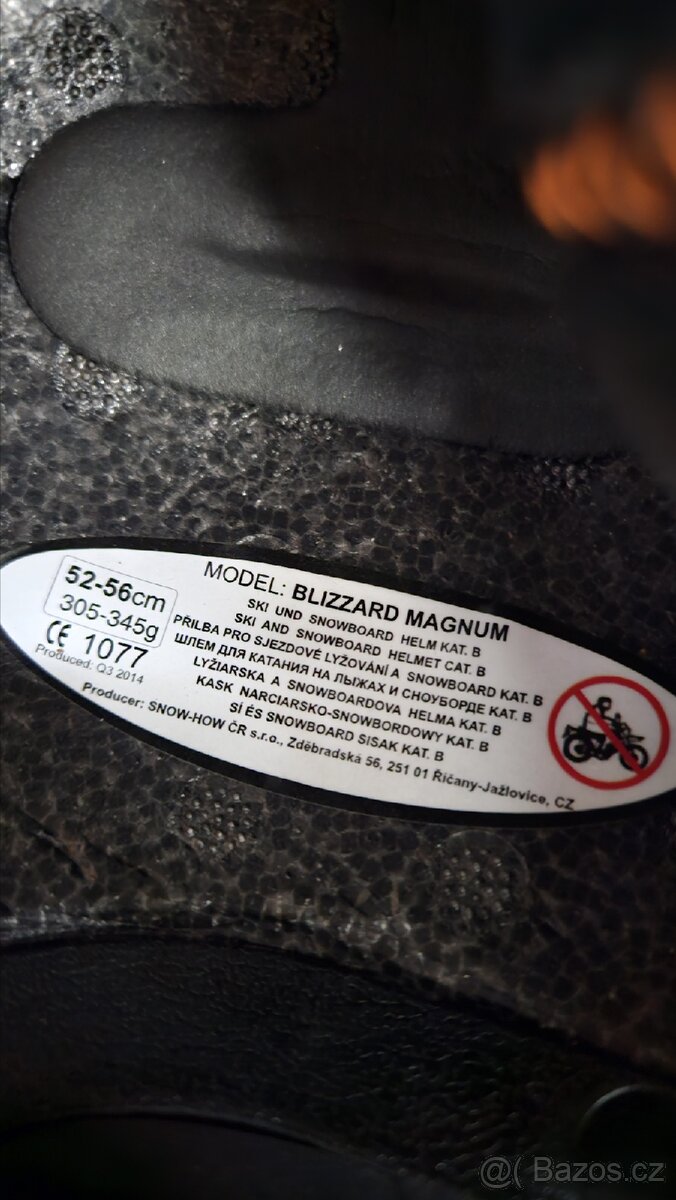 52-56cm
305-345g
CE 1077
Produced: Q3 2014
MODEL: BLIZZARD MAGNUM
SKI UND SNOWBOARD HELM KAT. B
SKI AND SNOWBOARD HELMET CAT. B
PŘILBA PRO SJEZDOVÉ LYŽOVÁNÍ A SNOWBOARD KAT. B
ШЛЕМ ДЛЯ КАТАНИЯ НА ЛЫЖАХ И СНОУБОРДЕ КАТ. B
LYŽIARSKA A SNOWBOARDOVA HELMA KAT. B
KASK NARCIARSKO-SNOWBORDOWY KAT. B
SÍ ÉS SNOWBOARD SISAK KAT. B
Producer: SNOW-HOW ČR s.r.o., Zděbradská 56, 251 01 Říčany-Jažlovice, CZ
@( Bazos.cz